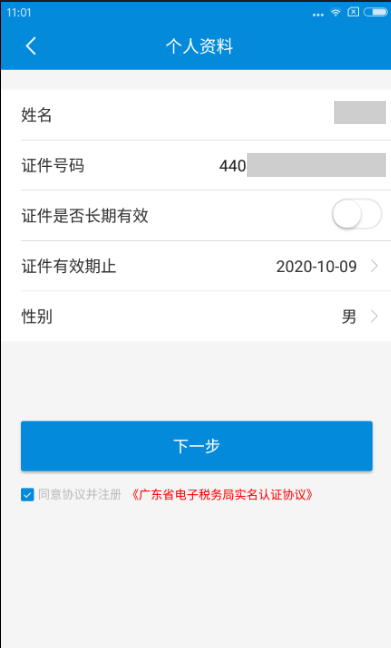 11:01
个人资料
姓名
证件号码 440
证件是否长期有效
证件有效期止 2020-10-09
性别 男
下一步
同意协议并注册 《广东省电子税务局实名认证协议》